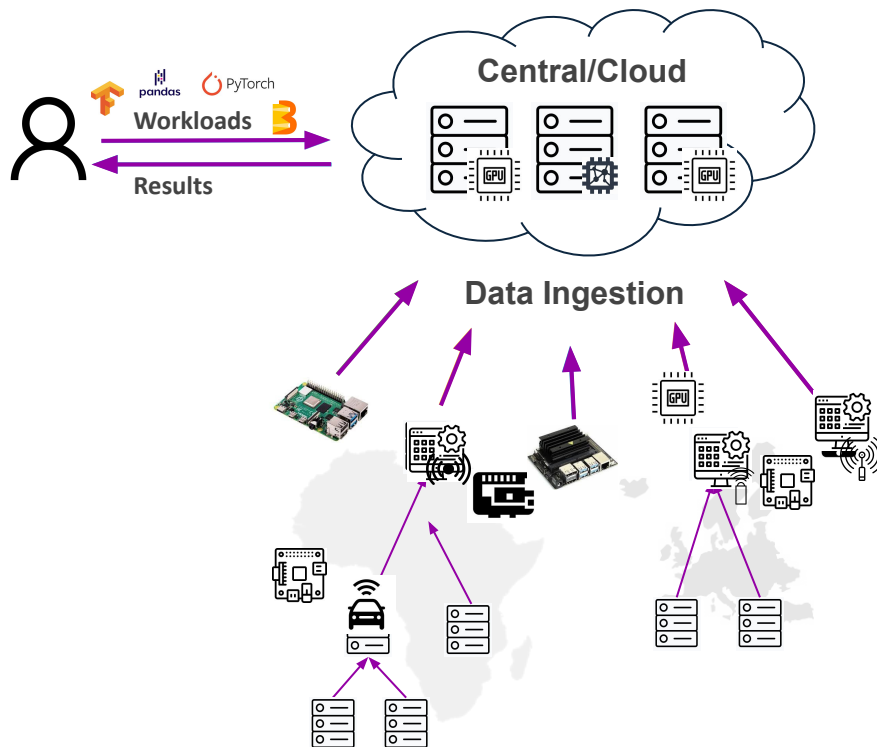 Central/Cloud
pandas
PyTorch
Workloads
Results
GPU
GPU
Data Ingestion
GPU